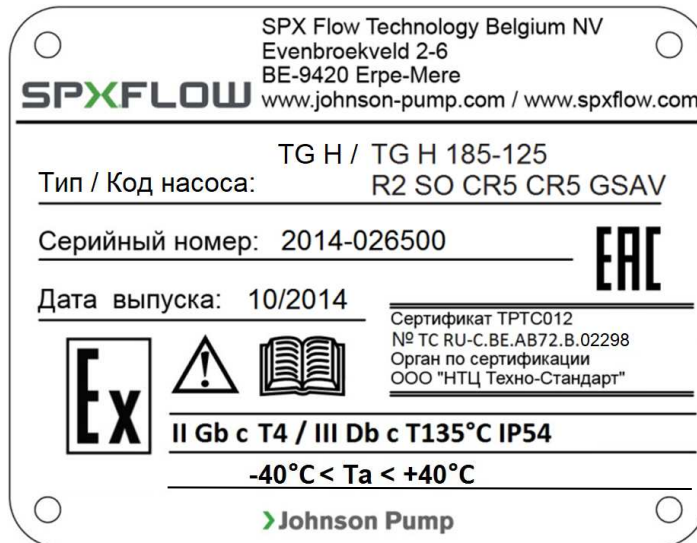 SPX Flow Technology Belgium NV
Evenbroekveld 2-6
BE-9420 Erpe-Mere
SPXFLOW www.johnson-pump.com / www.spxflow.com
TG H / TG H 185-125
Тип / Код насоса: R2 SO CR5 CR5 GSAV
Серийный номер: 2014-026500
EAC
Дата выпуска: 10/2014
Сертификат ТРТС012
№ TC RU-C.BE.AB72.B.02298
Орган по сертификации
ООО "НТЦ Техно-Стандарт"
Ex
II Gb c T4 / III Db c T135°C IP54
-40°C < Ta < +40°C
Johnson Pump